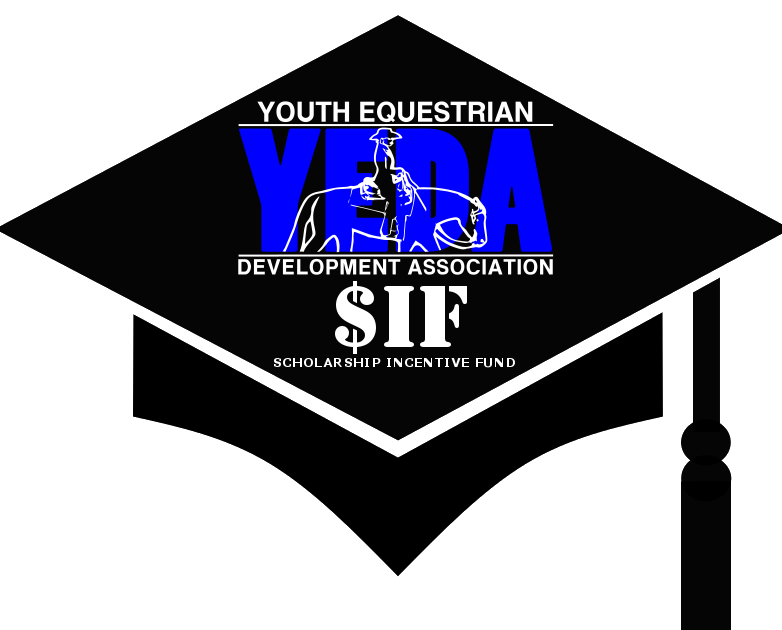 YOUTH EQUESTRIAN
YEDA
DEVELOPMENT ASSOCIATION
$IF
SCHOLARSHIP INCENTIVE FUND